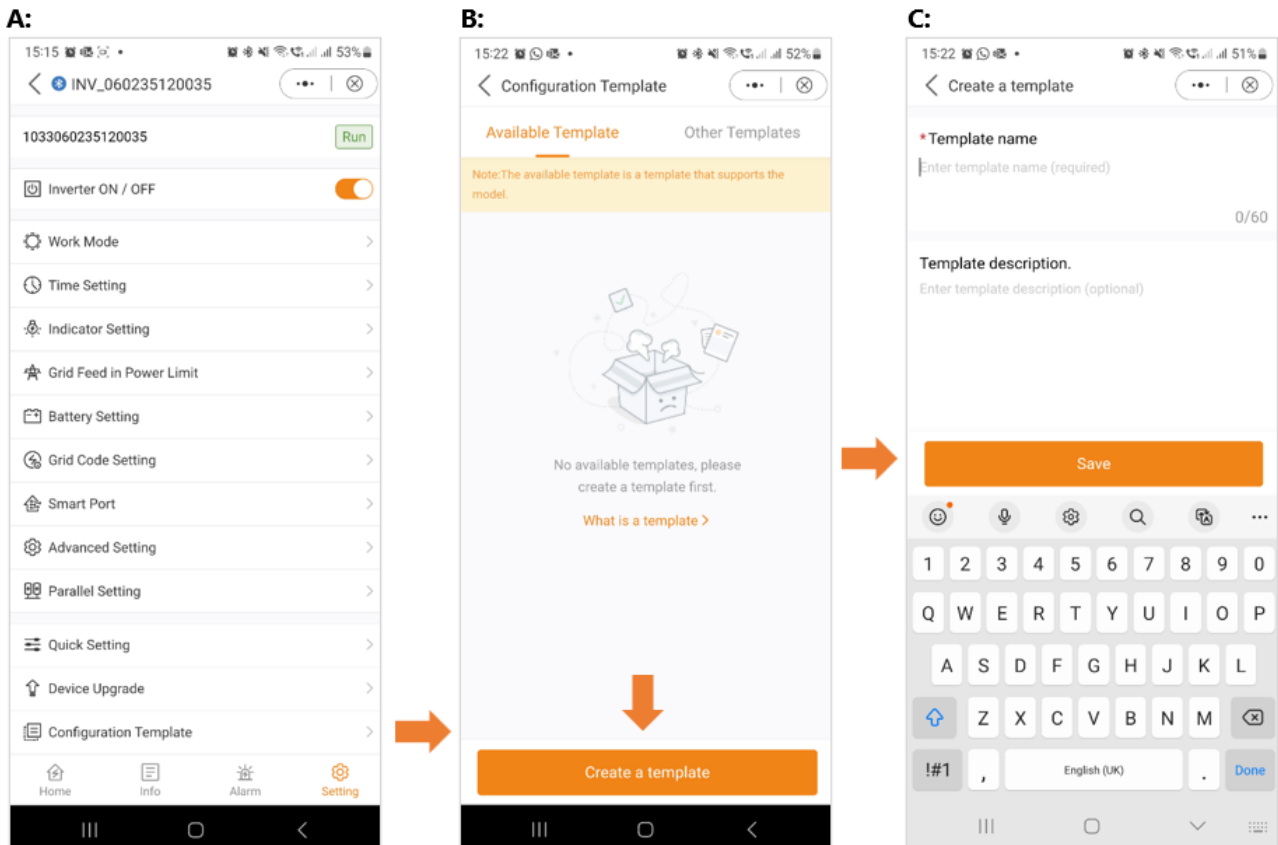 A:
15:15 53%
INV_060235120035
1033060235120035 Run
Inverter ON / OFF
Work Mode
Time Setting
Indicator Setting
Grid Feed in Power Limit
Battery Setting
Grid Code Setting
Smart Port
Advanced Setting
Parallel Setting
Quick Setting
Device Upgrade
Configuration Template
Home Info Alarm Setting
B:
15:22 52%
Configuration Template
Available Template Other Templates
Note:The available template is a template that supports the
model.
No available templates, please
create a template first.
What is a template >
Create a template
C:
15:22 51%
Create a template
*Template name
Enter template name (required)
0/60
Template description.
Enter template description (optional)
Save
1 2 3 4 5 6 7 8 9 0
Q W E R T Y U I O P
A S D F G H J K L
Z X C V B N M
!#1 , English (UK) . Done